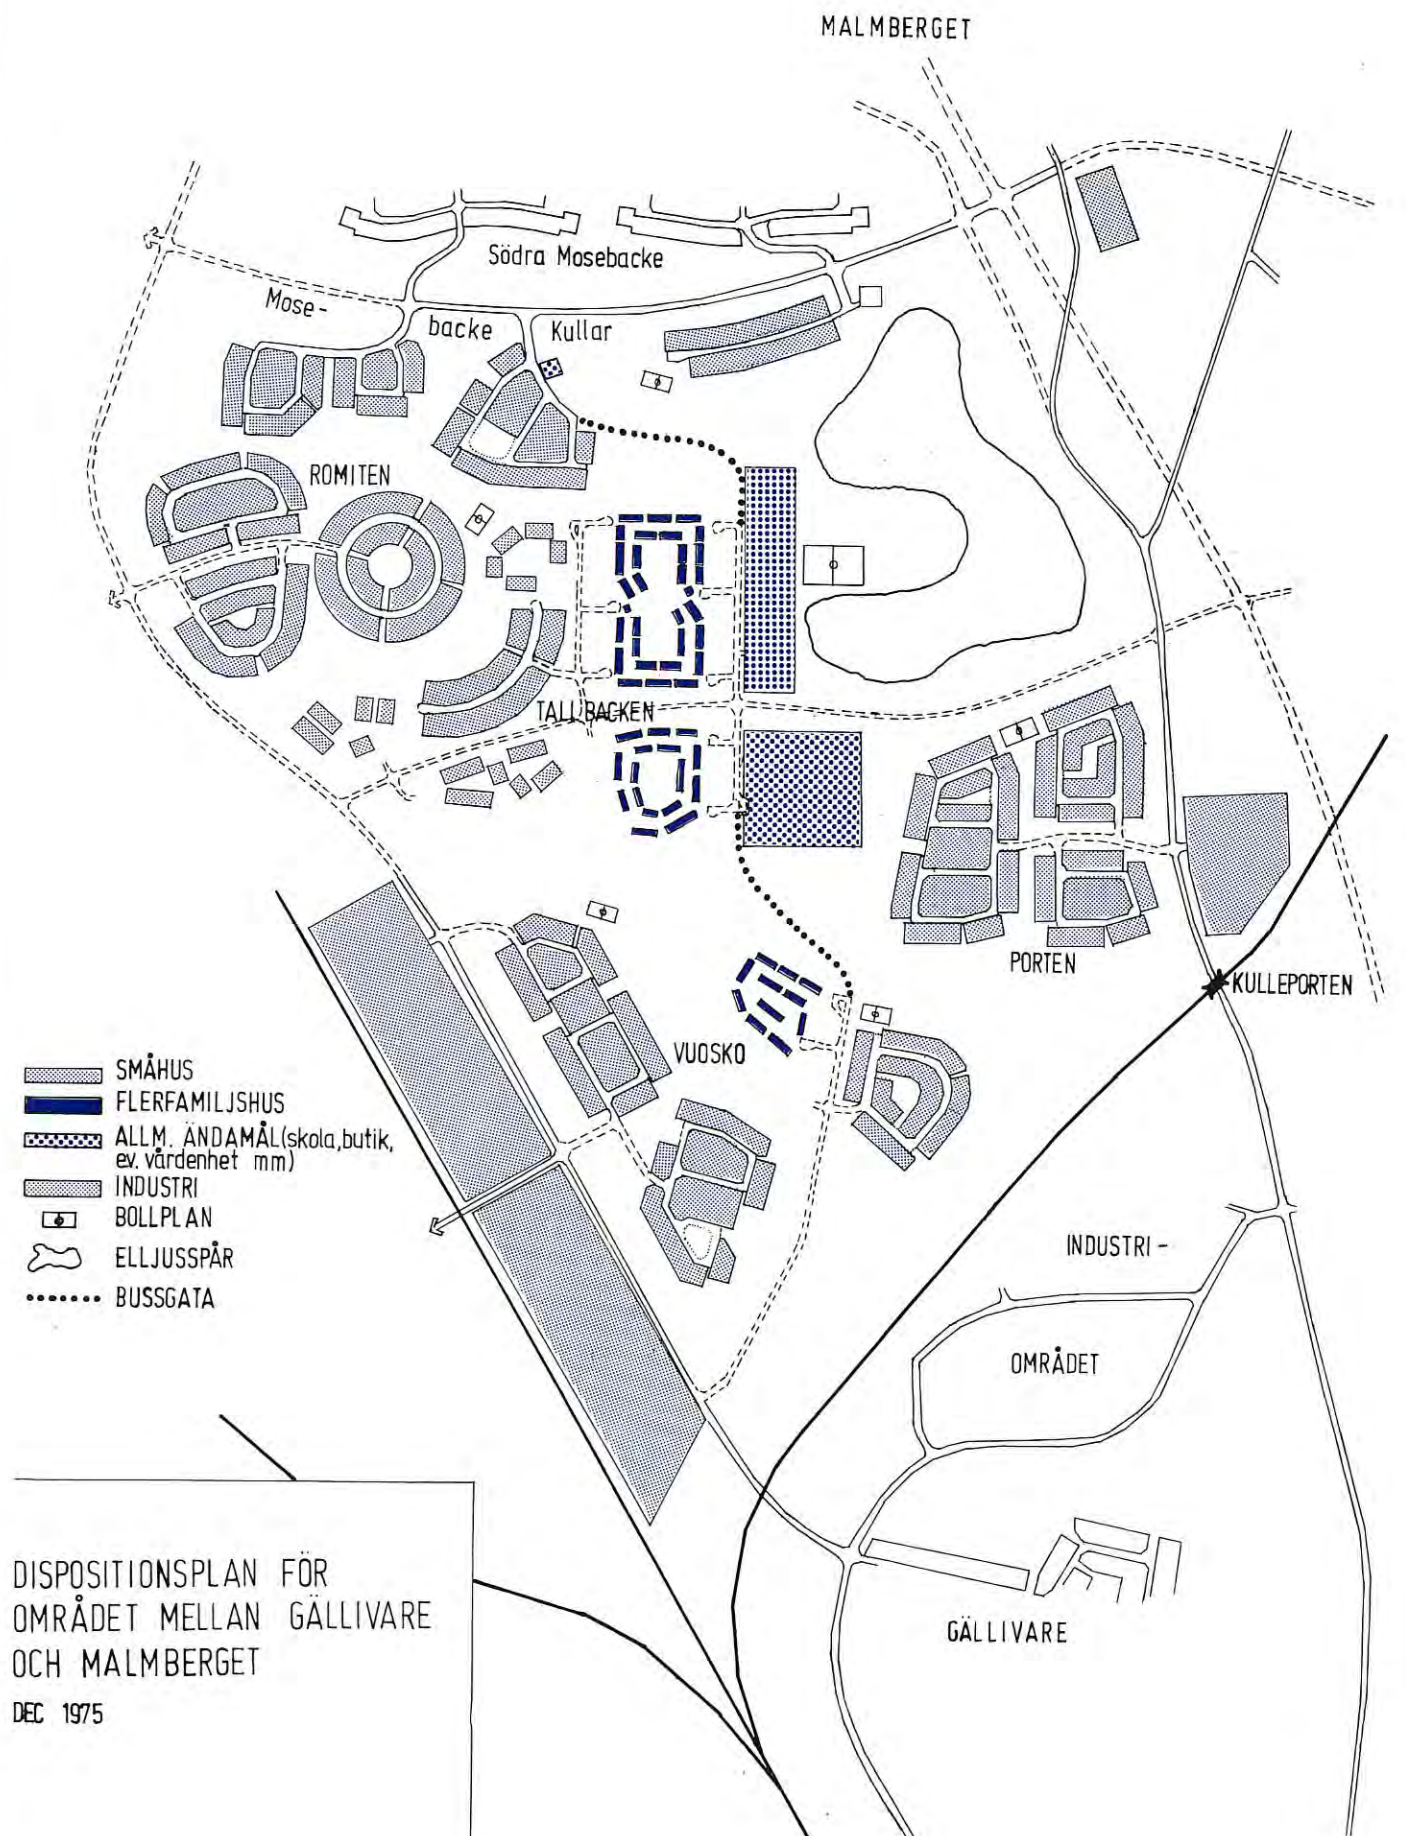 MALMBERGET
Södra Mosebacke
Mose-
backe
Kullar
ROMITEN
TALLBACKEN
PORTEN
KULLEPORTEN
VUOSKO
SMÅHUS
FLERFAMILJSHUS
ALLM. ÄNDAMÅL(skola,butik,
ev. vårdenhet mm)
INDUSTRI
BOLLPLAN
ELLJUSSPÅR
BUSSGATA
INDUSTRI-
OMRÅDET
GÄLLIVARE
DISPOSITIONSPLAN FÖR
OMRÅDET MELLAN GÄLLIVARE
OCH MALMBERGET
DEC 1975